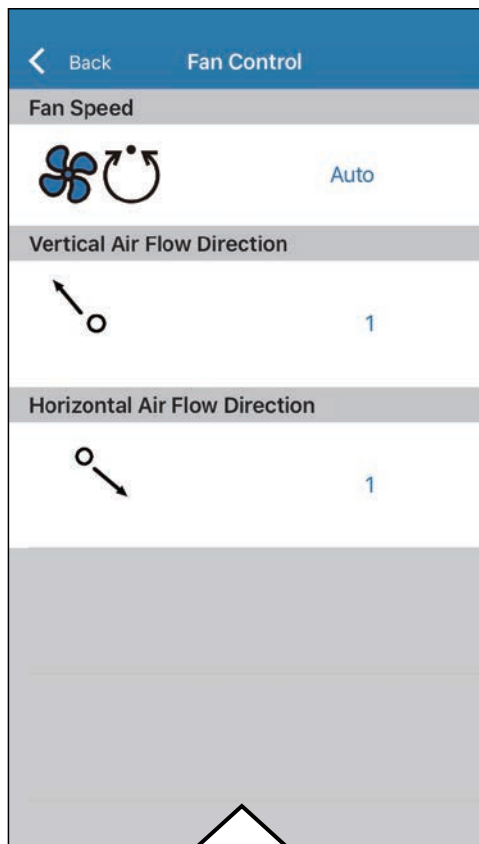 Back Fan Control
Fan Speed
Auto
Vertical Air Flow Direction
1
Horizontal Air Flow Direction
1